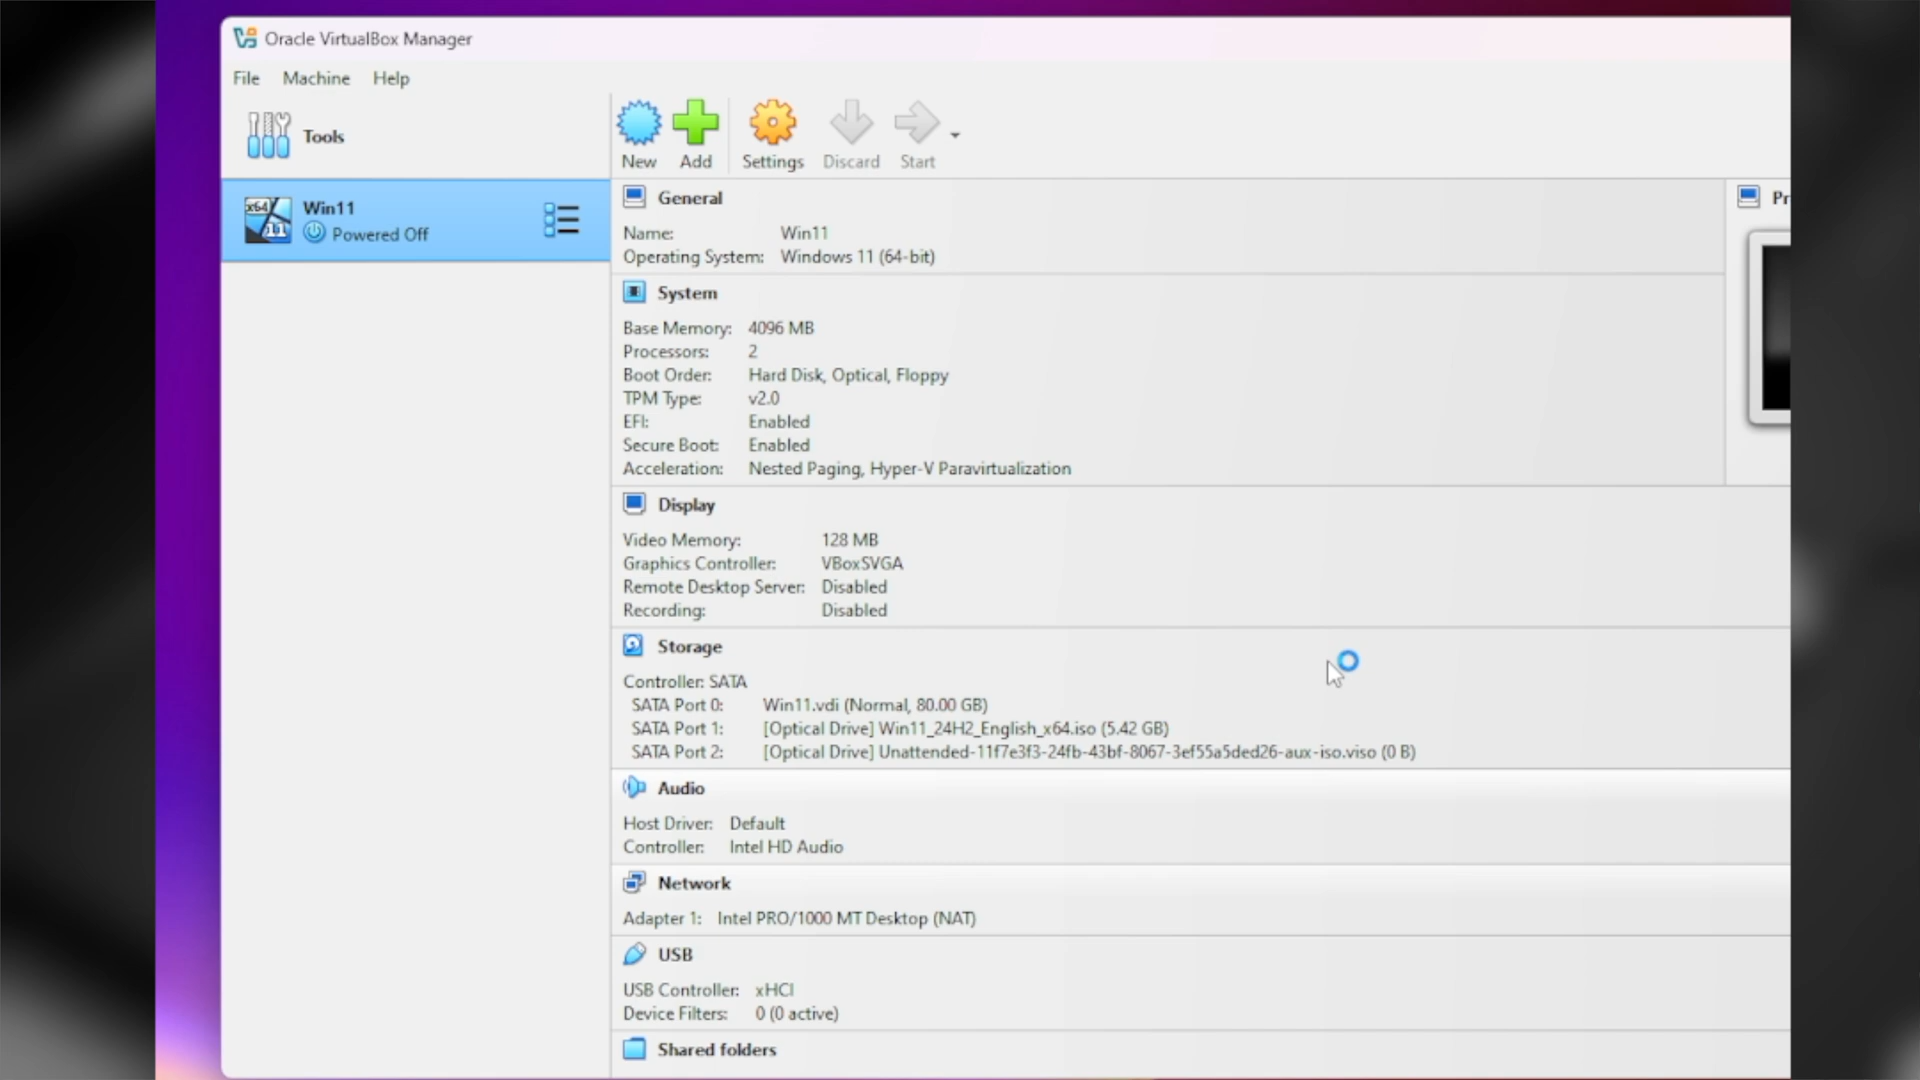 Oracle VirtualBox Manager
File Machine Help
Tools
New Add Settings Discard Start
x64 11 Win11
Powered Off
General
Name: Win11
Operating System: Windows 11 (64-bit)
System
Base Memory: 4096 MB
Processors: 2
Boot Order: Hard Disk, Optical, Floppy
TPM Type: v2.0
EFI: Enabled
Secure Boot: Enabled
Acceleration: Nested Paging, Hyper-V Paravirtualization
Pr
Display
Video Memory: 128 MB
Graphics Controller: VBoxSVGA
Remote Desktop Server: Disabled
Recording: Disabled
Storage
Controller: SATA
SATA Port 0: Win11.vdi (Normal, 80.00 GB)
SATA Port 1: [Optical Drive] Win11_24H2_English_x64.iso (5.42 GB)
SATA Port 2: [Optical Drive] Unattended-11f7e3f3-24fb-43bf-8067-3ef55a5ded26-aux-iso.viso (0 B)
Audio
Host Driver: Default
Controller: Intel HD Audio
Network
Adapter 1: Intel PRO/1000 MT Desktop (NAT)
USB
USB Controller: xHCI
Device Filters: 0 (0 active)
Shared folders